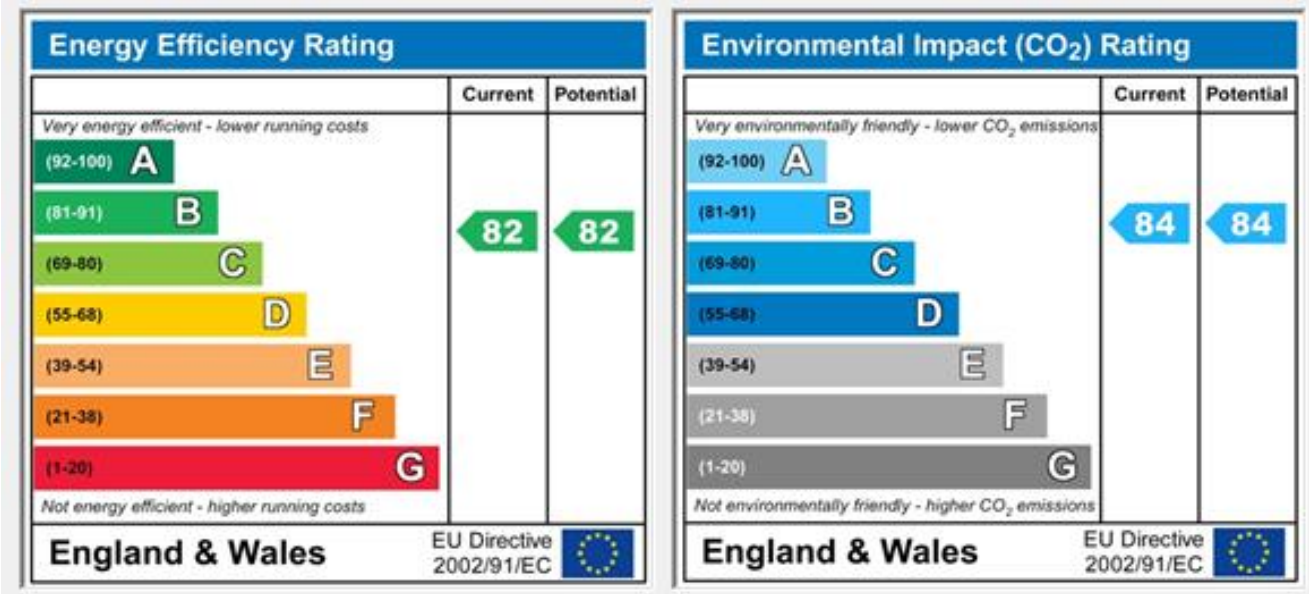 Energy Efficiency Rating
Current Potential
Very energy efficient - lower running costs
(92-100) A
(81-91) B
82 82
(69-80) C
(55-68) D
(39-54) E
(21-38) F
(1-20) G
Not energy efficient - higher running costs
England & Wales
EU Directive
2002/91/EC
Environmental Impact (CO₂) Rating
Current Potential
Very environmentally friendly - lower CO₂ emissions
(92-100) A
(81-91) B
84 84
(69-80) C
(55-68) D
(39-54) E
(21-38) F
(1-20) G
Not environmentally friendly - higher CO₂ emissions
England & Wales
EU Directive
2002/91/EC